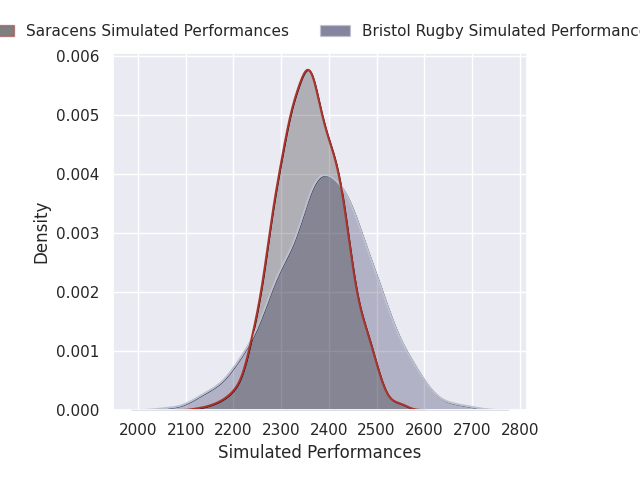 Saracens Simulated Performances Bristol Rugby Simulated Performanc
0.006
0.005
0.004
0.003
0.002
0.001
0.000
Density
2000 2100 2200 2300 2400 2500 2600 2700 2800
Simulated Performances